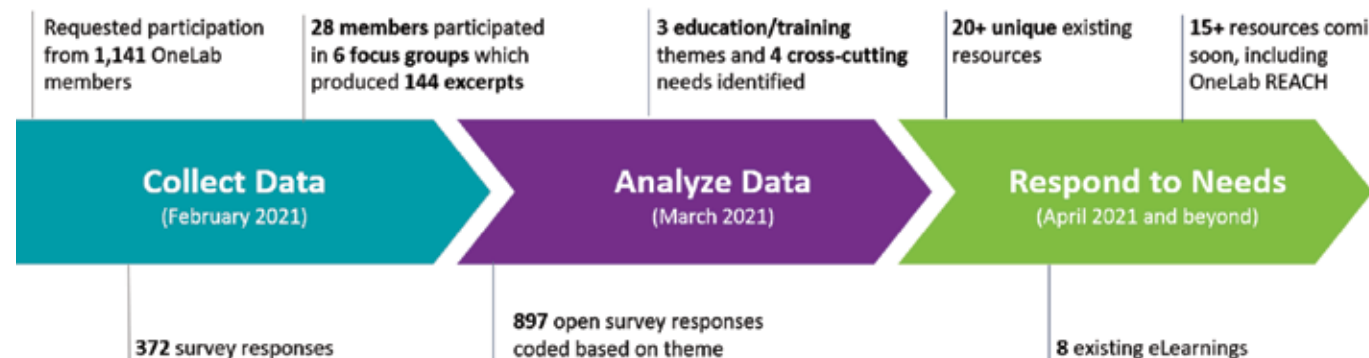 Requested participation
from 1,141 OneLab
members
28 members participated
in 6 focus groups which
produced 144 excerpts
3 education/training
themes and 4 cross-cutting
needs identified
20+ unique existing
resources
15+ resources comi
soon, including
OneLab REACH
Collect Data
(February 2021)
Analyze Data
(March 2021)
Respond to Needs
(April 2021 and beyond)
372 survey responses
897 open survey responses
coded based on theme
8 existing eLearnings